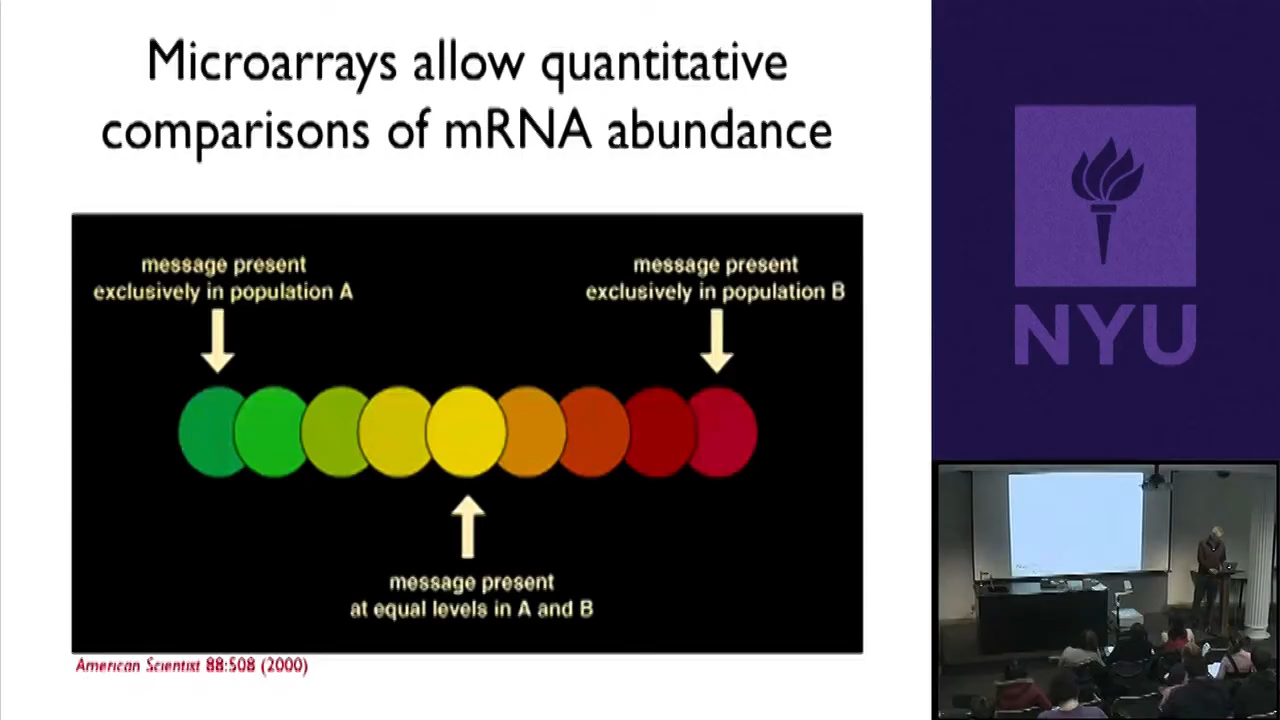 Microarrays allow quantitative
comparisons of mRNA abundance
message present
exclusively in population A
message present
exclusively in population B
message present
at equal levels in A and B
American Scientist 88:508 (2000)
NYU